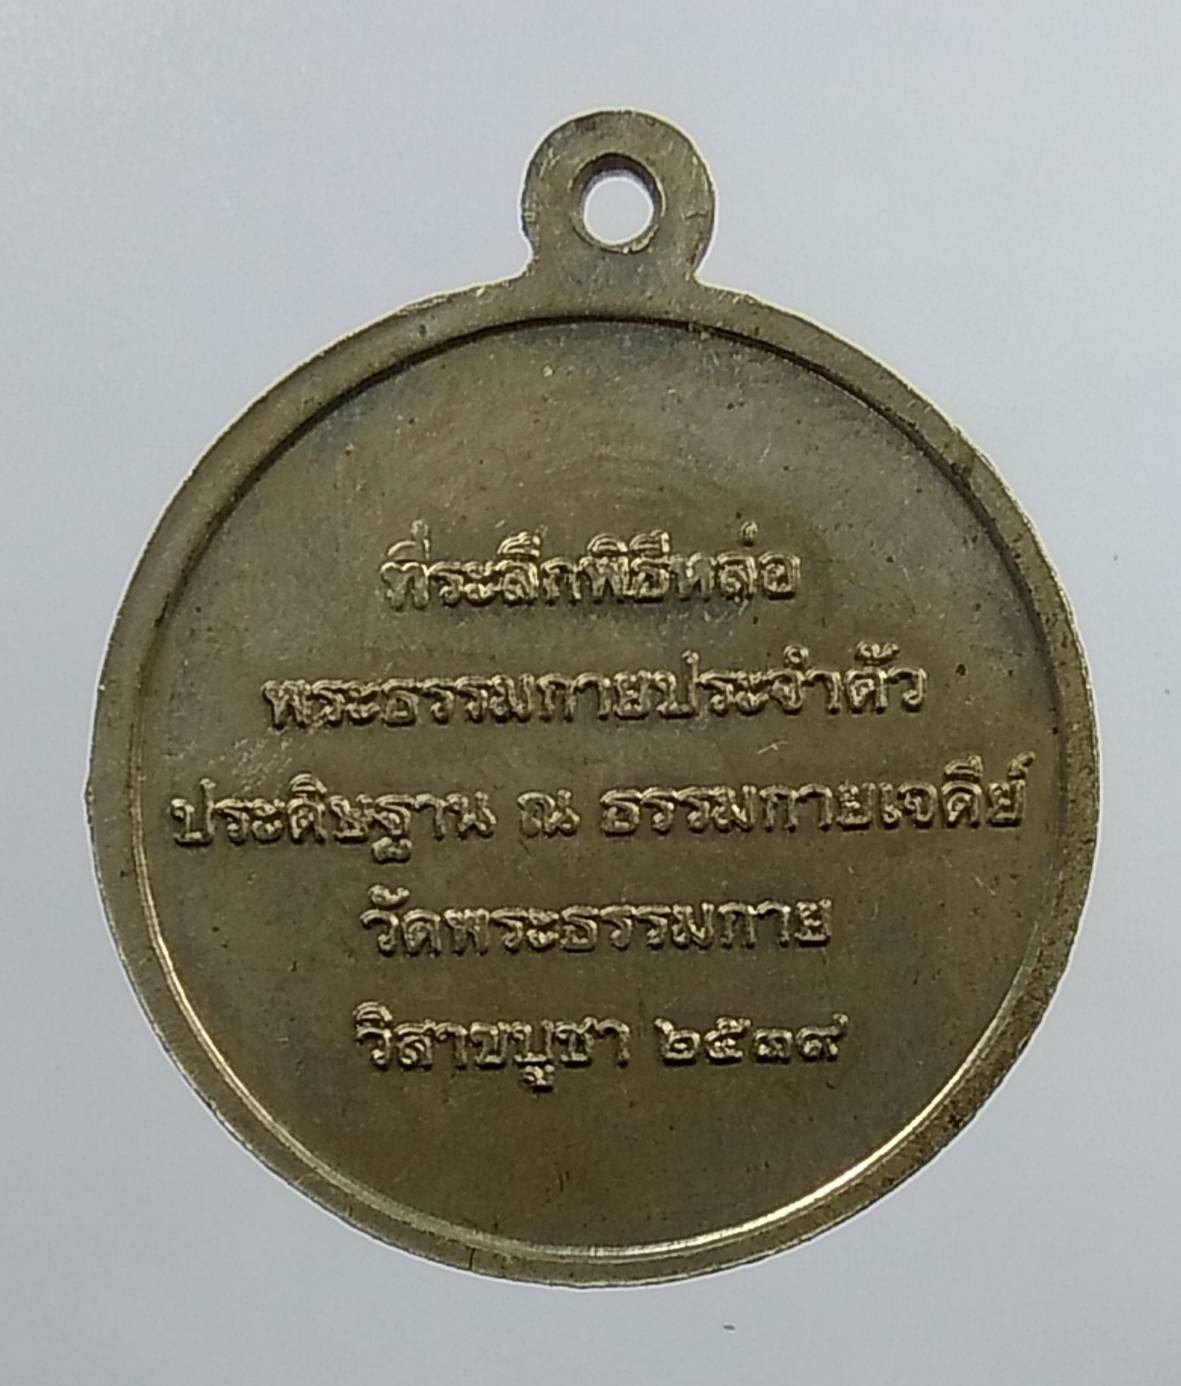 ที่ระลึกพิธีหล่อ
พระธรรมกายประจำตัว
ประดิษฐาน ณ ธรรมกายเจดีย์
วัดพระธรรมกาย
วิสาขบูชา ๒๕๓๙